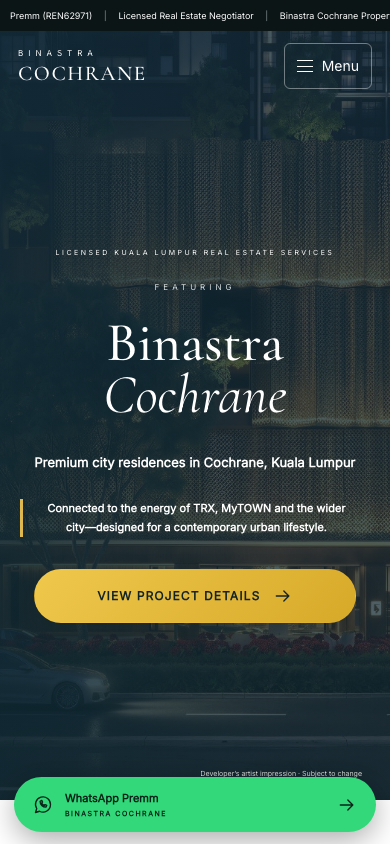 Premm (REN62971) | Licensed Real Estate Negotiator | Binastra Cochrane Proper
BINASTRA
COCHRANE
Menu
LICENSED KUALA LUMPUR REAL ESTATE SERVICES
FEATURING
Binastra
Cochrane
Premium city residences in Cochrane, Kuala Lumpur
Connected to the energy of TRX, MyTOWN and the wider
city—designed for a contemporary urban lifestyle.
VIEW PROJECT DETAILS →
Developer's artist impression · Subject to change
WhatsApp Premm
BINASTRA COCHRANE